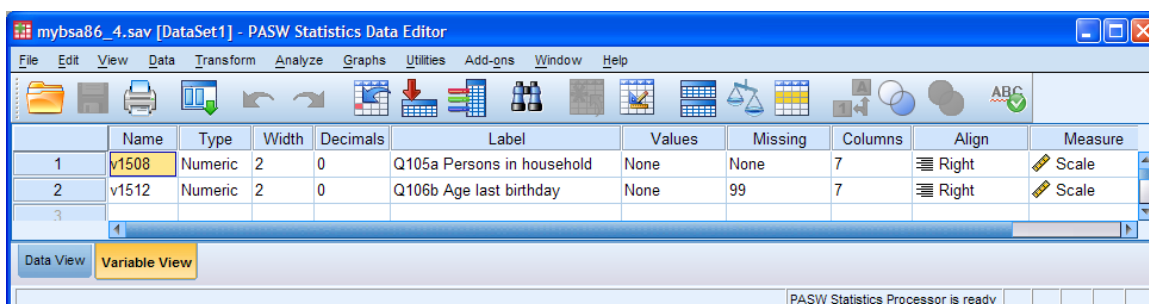 mybsa86_4.sav [DataSet1] - PASW Statistics Data Editor
File Edit View Data Transform Analyze Graphs Utilities Add-ons Window Help
A 1 4 ABC
Name Type Width Decimals Label Values Missing Columns Align Measure
1 v1508 Numeric 2 0 Q105a Persons in household None None 7 Right Scale
2 v1512 Numeric 2 0 Q106b Age last birthday None 99 7 Right Scale
3
Data View Variable View
PASW Statistics Processor is ready